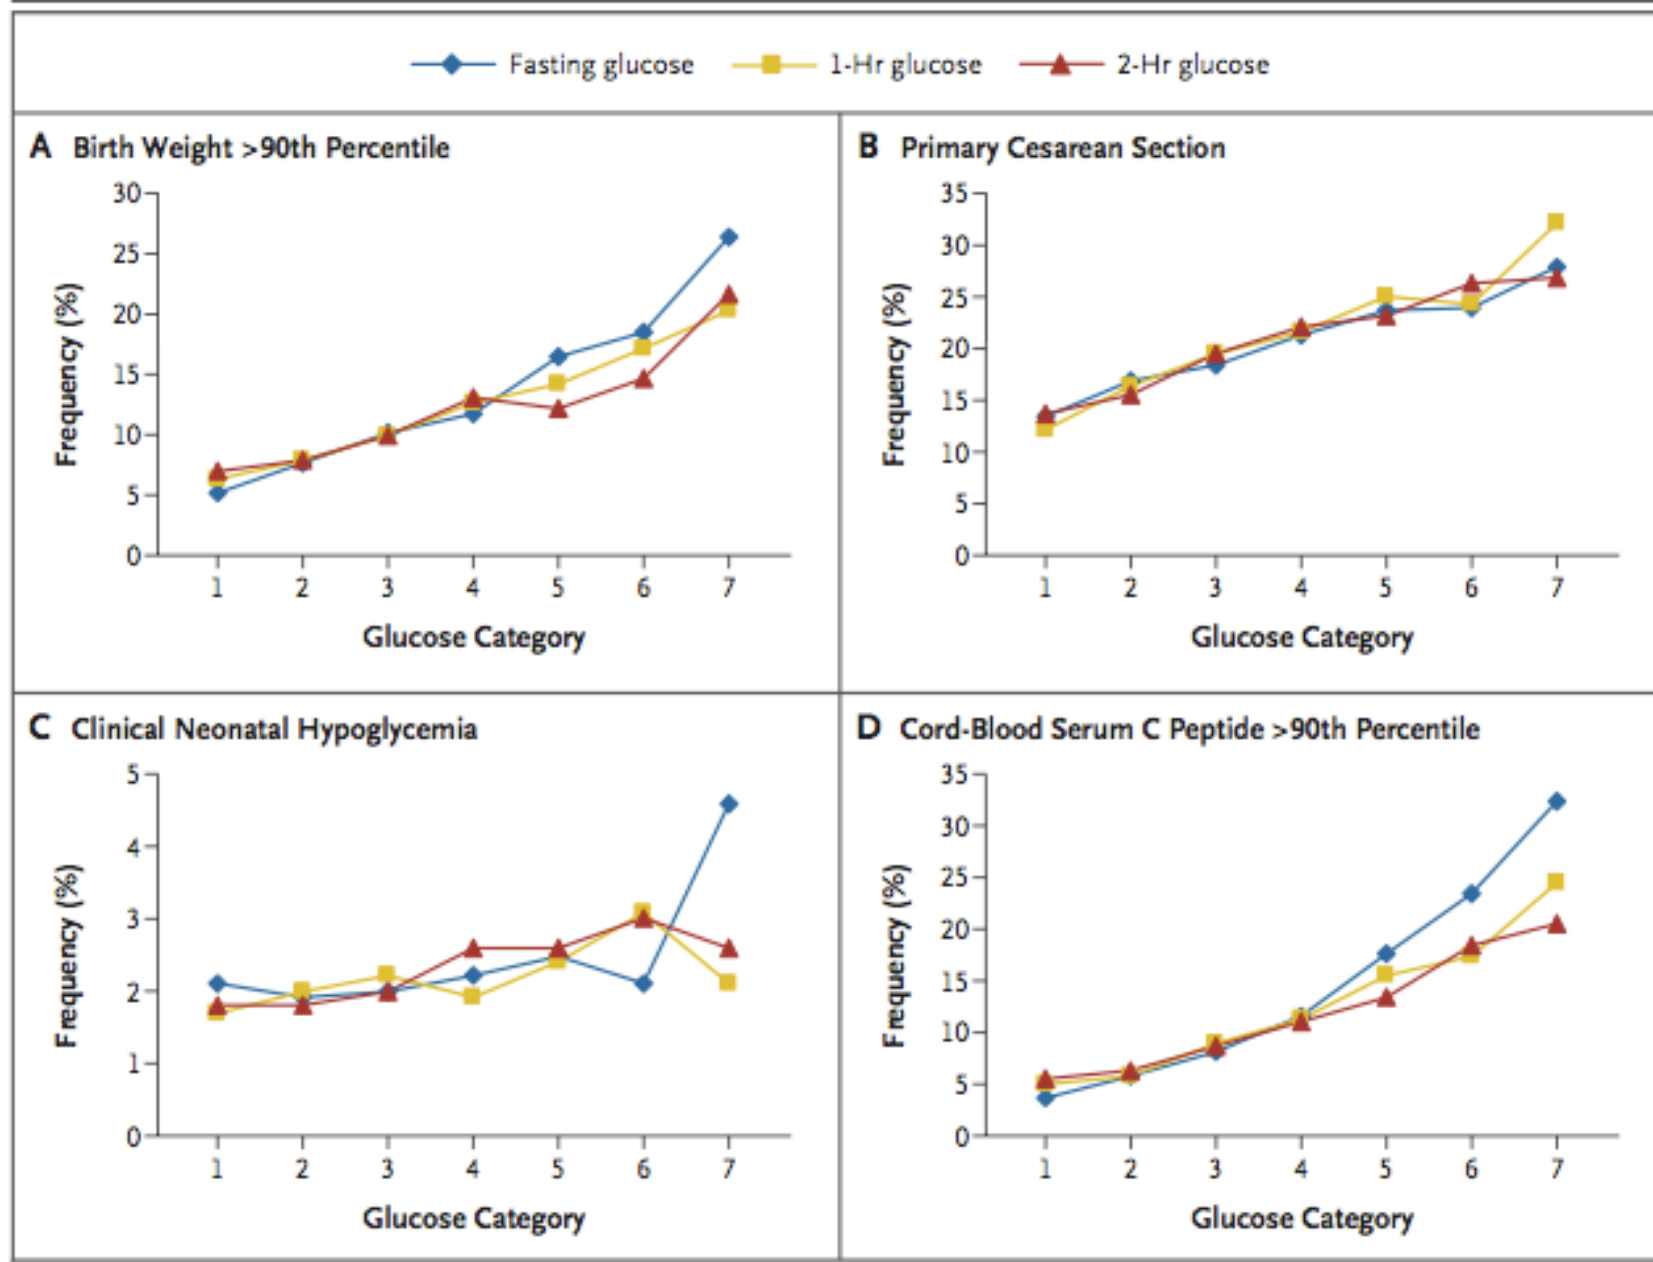 Fasting glucose 1-Hr glucose 2-Hr glucose
A Birth Weight >90th Percentile
Frequency (%)
30
25
20
15
10
5
0
1 2 3 4 5 6 7
Glucose Category
B Primary Cesarean Section
Frequency (%)
35
30
25
20
15
10
5
0
1 2 3 4 5 6 7
Glucose Category
C Clinical Neonatal Hypoglycemia
Frequency (%)
5
4
3
2
1
0
1 2 3 4 5 6 7
Glucose Category
D Cord-Blood Serum C Peptide >90th Percentile
Frequency (%)
35
30
25
20
15
10
5
0
1 2 3 4 5 6 7
Glucose Category